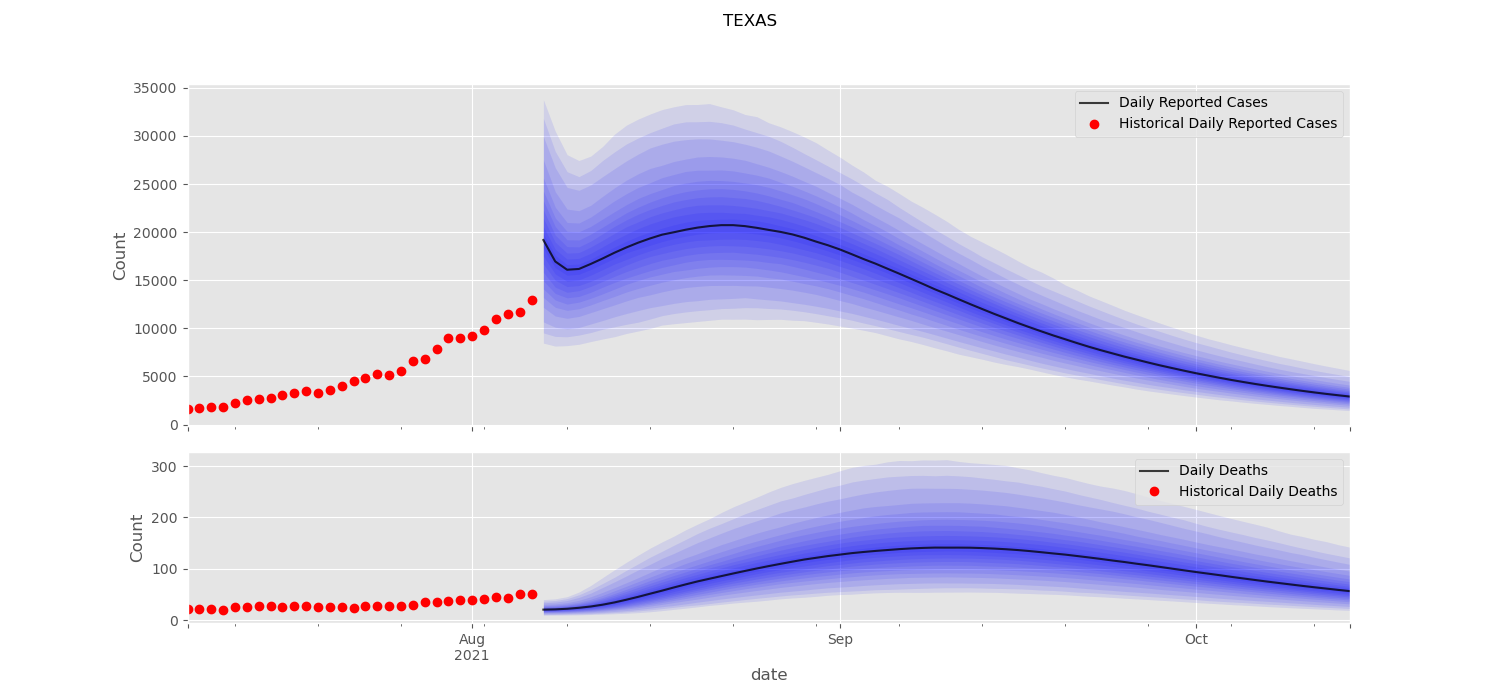 TEXAS
35000
30000
25000
20000
15000
10000
5000
0
Count
Daily Reported Cases
Historical Daily Reported Cases
300
200
100
0
Count
Daily Deaths
Historical Daily Deaths
Aug
2021
Sep
Oct
date